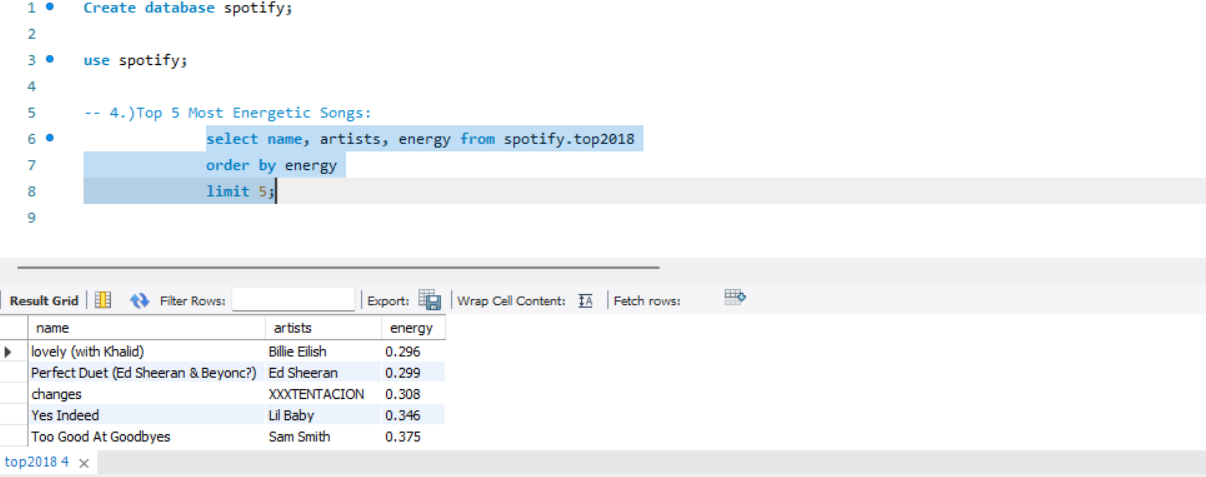 1 Create database spotify;
2
3 use spotify;
4
5 -- 4.)Top 5 Most Energetic Songs:
6 select name, artists, energy from spotify.top2018
7 order by energy
8 limit 5;
9
Result Grid Filter Rows: Export: Wrap Cell Content: IA Fetch rows:
name artists energy
lovely (with Khalid) Billie Eilish 0.296
Perfect Duet (Ed Sheeran & Beyonc?) Ed Sheeran 0.299
changes XXXTENTACION 0.308
Yes Indeed Lil Baby 0.346
Too Good At Goodbyes Sam Smith 0.375
top2018 4 ×